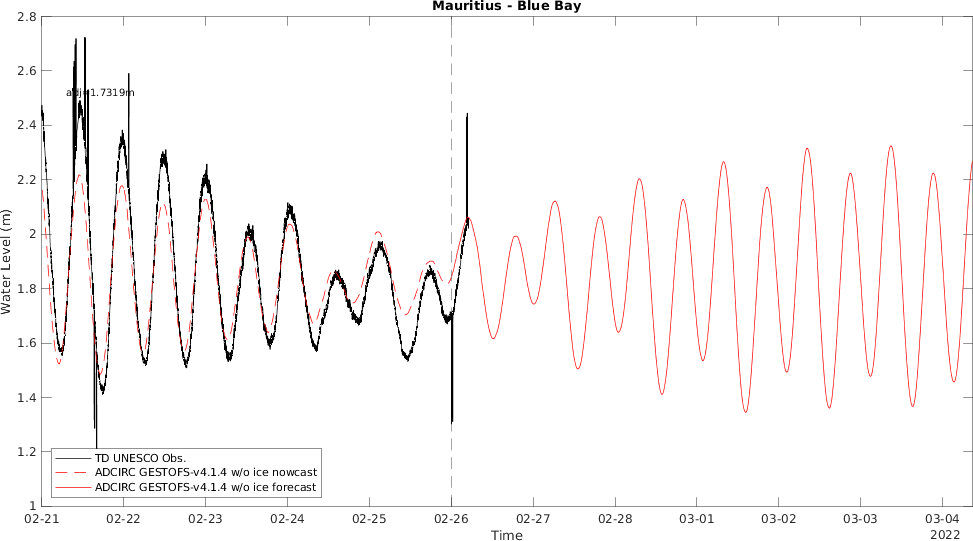 Mauritius - Blue Bay
2.8
2.6
2.4
2.2
2
1.8
1.6
1.4
1.2
1
Water Level (m)
adj=1.7319m
TD UNESCO Obs.
ADCIRC GESTOFS-v4.1.4 w/o ice nowcast
ADCIRC GESTOFS-v4.1.4 w/o ice forecast
02-21 02-22 02-23 02-24 02-25 02-26 02-27 02-28 03-01 03-02 03-03 03-04
2022
Time